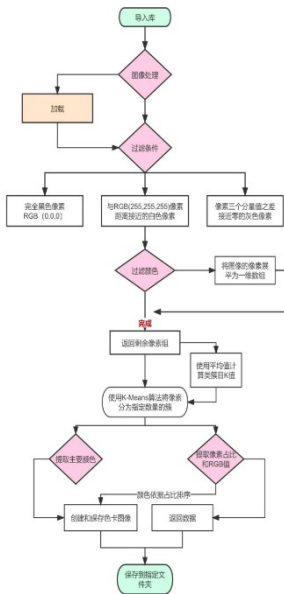 导入库
图像处理
加载
过滤条件
完全黑色像素
RGB（0,0,0）
与RGB(255,255,255)像素
距离接近的白色像素
像素三个分量值之差
接近零的灰色像素
过滤颜色
将图像的像素展
平为一维数组
完成
返回剩余像素组
使用平均值计
算类簇目K值
使用K-Means算法将像素
分为指定数量的簇
提取主要颜色
提取像素占比
和RGB值
颜色依据占比排序
创建和保存色卡图像
返回数据
保存到指定文
件夹